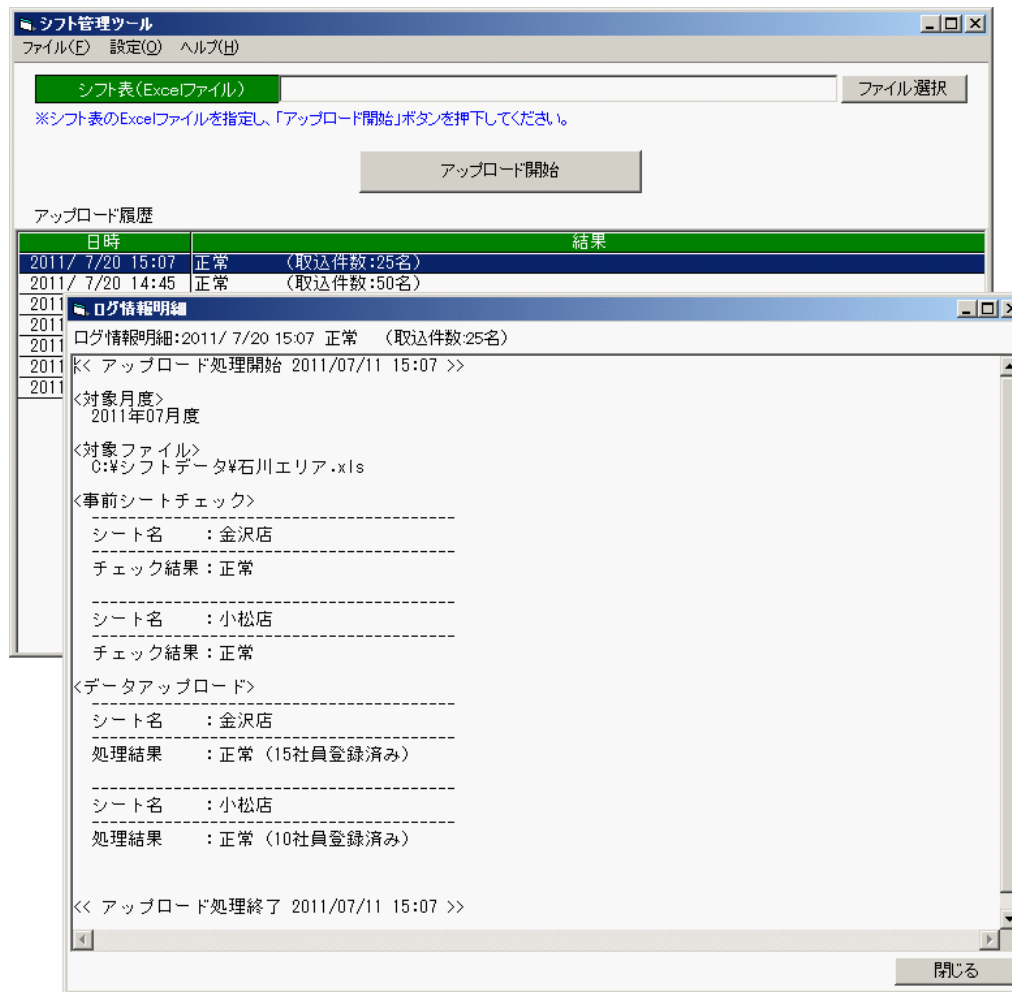 シフト管理ツール
ファイル(F) 設定(O) ヘルプ(H)
シフト表(Excelファイル) ファイル選択
※シフト表のExcelファイルを指定し、「アップロード開始」ボタンを押下してください。
アップロード開始
アップロード履歴
日時 結果
2011/ 7/20 15:07 正常 (取込件数:25名)
2011/ 7/20 14:45 正常 (取込件数:50名)
2011
2011
2011
2011
2011
ログ情報明細
ログ情報明細:2011/ 7/20 15:07 正常 (取込件数:25名)
<< アップロード処理開始 2011/07/11 15:07 >>
<対象月度>
2011年07月度
<対象ファイル>
C:¥シフトデータ¥石川エリア.xls
<事前シートチェック>
----------------------------------------
シート名 :金沢店
----------------------------------------
チェック結果:正常
----------------------------------------
シート名 :小松店
----------------------------------------
チェック結果:正常
<データアップロード>
----------------------------------------
シート名 :金沢店
----------------------------------------
処理結果 :正常 (15社員登録済み)
----------------------------------------
シート名 :小松店
----------------------------------------
処理結果 :正常 (10社員登録済み)
<< アップロード処理終了 2011/07/11 15:07 >>
閉じる